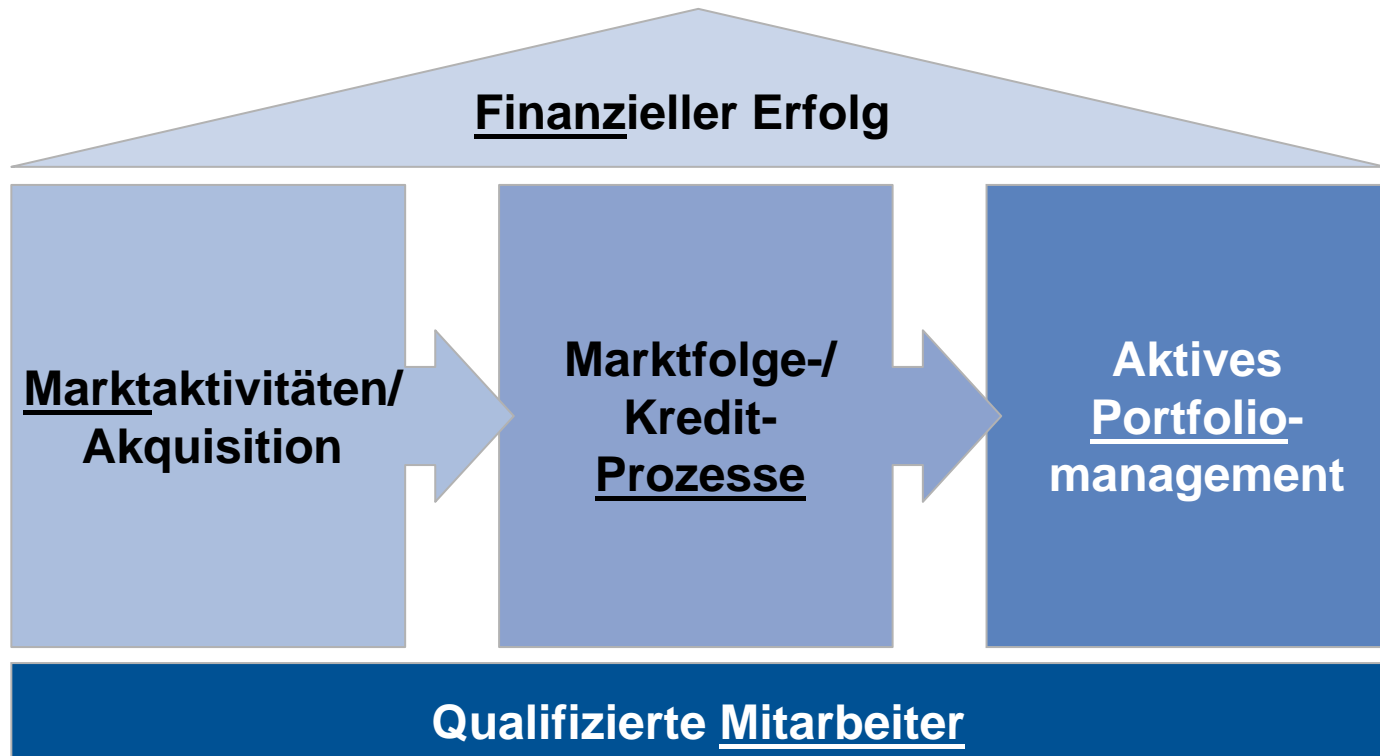 Finanzieller Erfolg
Marktaktivitäten/
Akquisition
Marktfolge-/
Kredit-
Prozesse
Aktives
Portfolio-
management
Qualifizierte Mitarbeiter